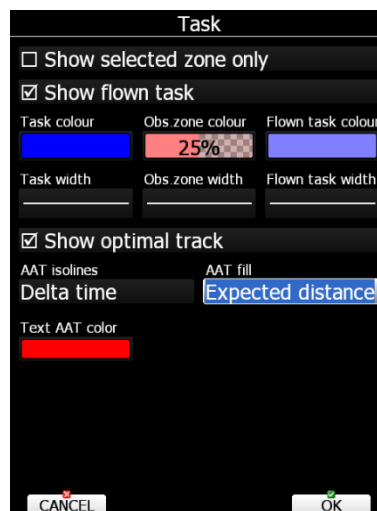 Task
Show selected zone only
Show flown task
Task colour Obs.zone colour Flown task colour
25%
Task width Obs.zone width Flown task width
Show optimal track
AAT isolines AAT fill
Delta time Expected distance
Text AAT color
CANCEL OK